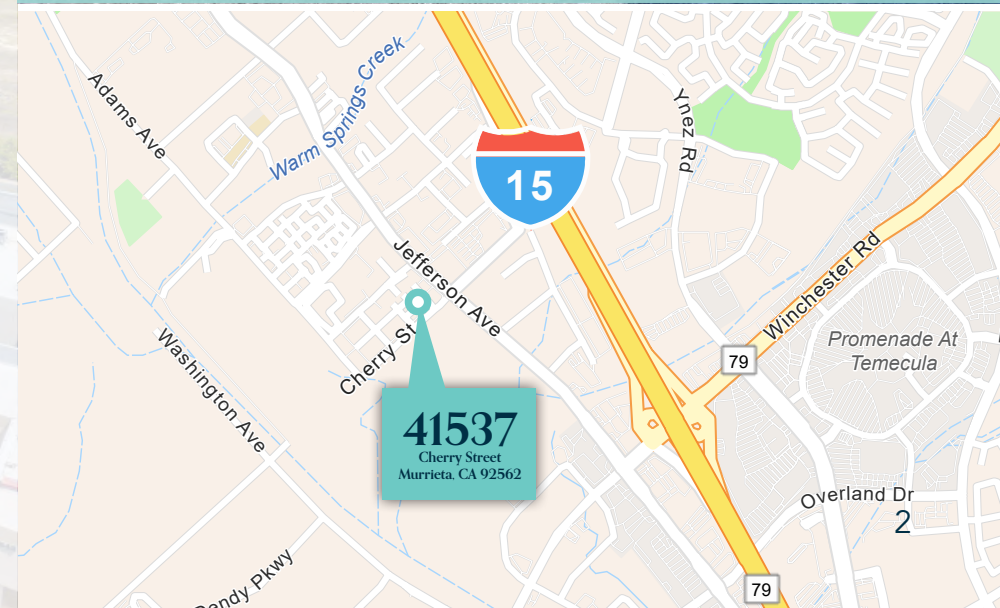 Adams Ave
Warm Springs Creek
Ynez Rd
15
Jefferson Ave
Winchester Rd
Cherry St
Promenade At
Temecula
79
Washington Ave
41537
Cherry Street
Murrieta, CA 92562
Overland Dr
2
79
Pkwy